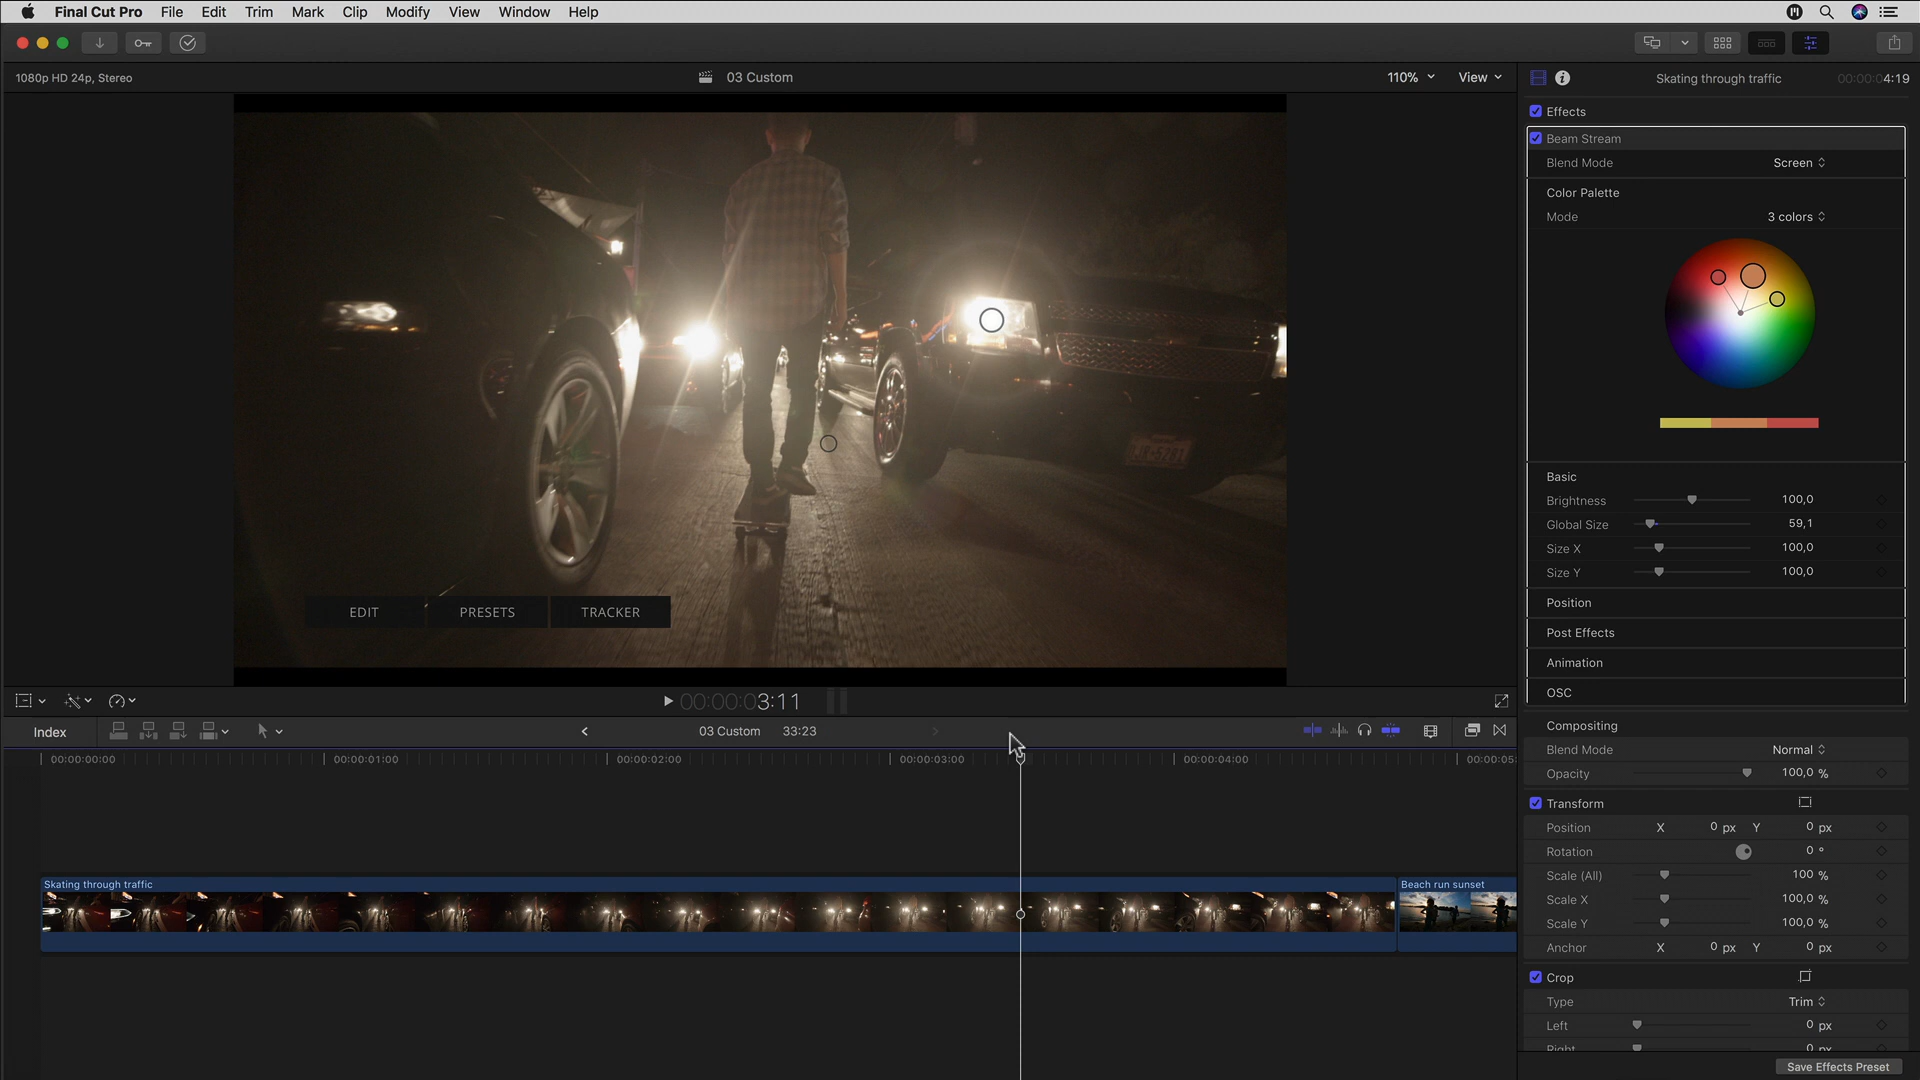 Final Cut Pro File Edit Trim Mark Clip Modify View Window Help
1080p HD 24p, Stereo
03 Custom
110%
View
Skating through traffic
00:00:04:19
Effects
Beam Stream
Blend Mode Screen
Color Palette
Mode 3 colors
Basic
Brightness 100,0
Global Size 59,1
Size X 100,0
Size Y 100,0
Position
Post Effects
Animation
OSC
EDIT PRESETS TRACKER
00:00:03:11
Index
03 Custom 33:23
00:00:00:00 00:00:01:00 00:00:02:00 00:00:03:00 00:00:04:00 00:00:05
Skating through traffic
Beach run sunset
Compositing
Blend Mode Normal
Opacity 100,0 %
Transform
Position X 0 px Y 0 px
Rotation 0 °
Scale (All) 100 %
Scale X 100,0 %
Scale Y 100,0 %
Anchor X 0 px Y 0 px
Crop
Type Trim
Left 0 px
Right 0 px
Save Effects Preset